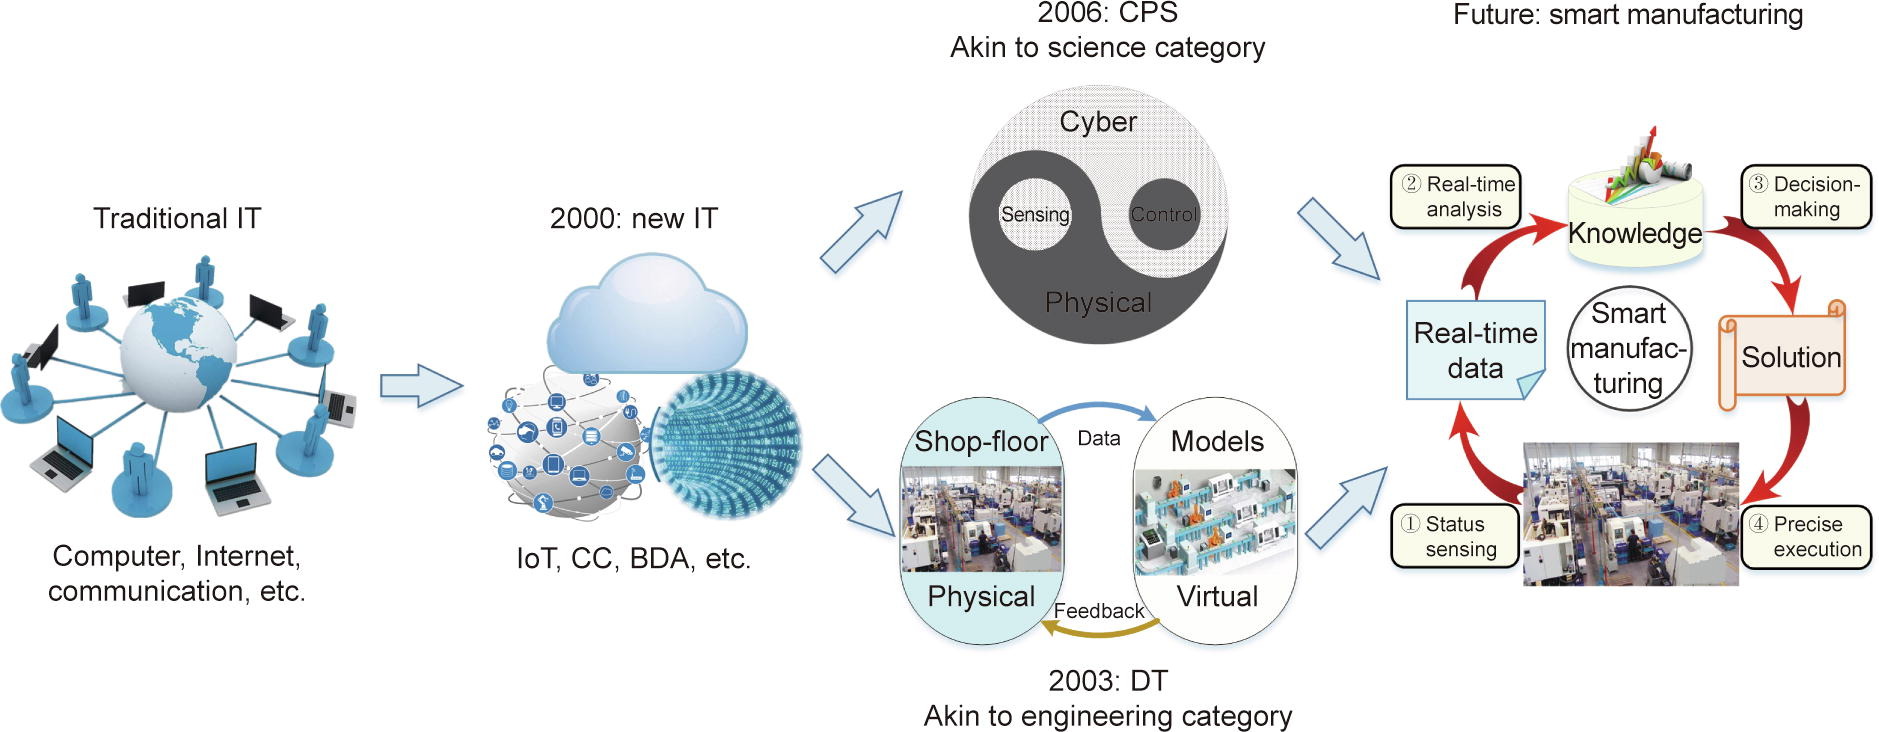 Traditional IT
Computer, Internet,
communication, etc.
2000: new IT
IoT, CC, BDA, etc.
2006: CPS
Akin to science category
Cyber
Sensing
Control
Physical
Shop-floor
Physical
Data
Feedback
Models
Virtual
2003: DT
Akin to engineering category
Future: smart manufacturing
② Real-time
analysis
Knowledge
③ Decision-
making
Real-time
data
Smart
manufac-
turing
Solution
① Status
sensing
④ Precise
execution